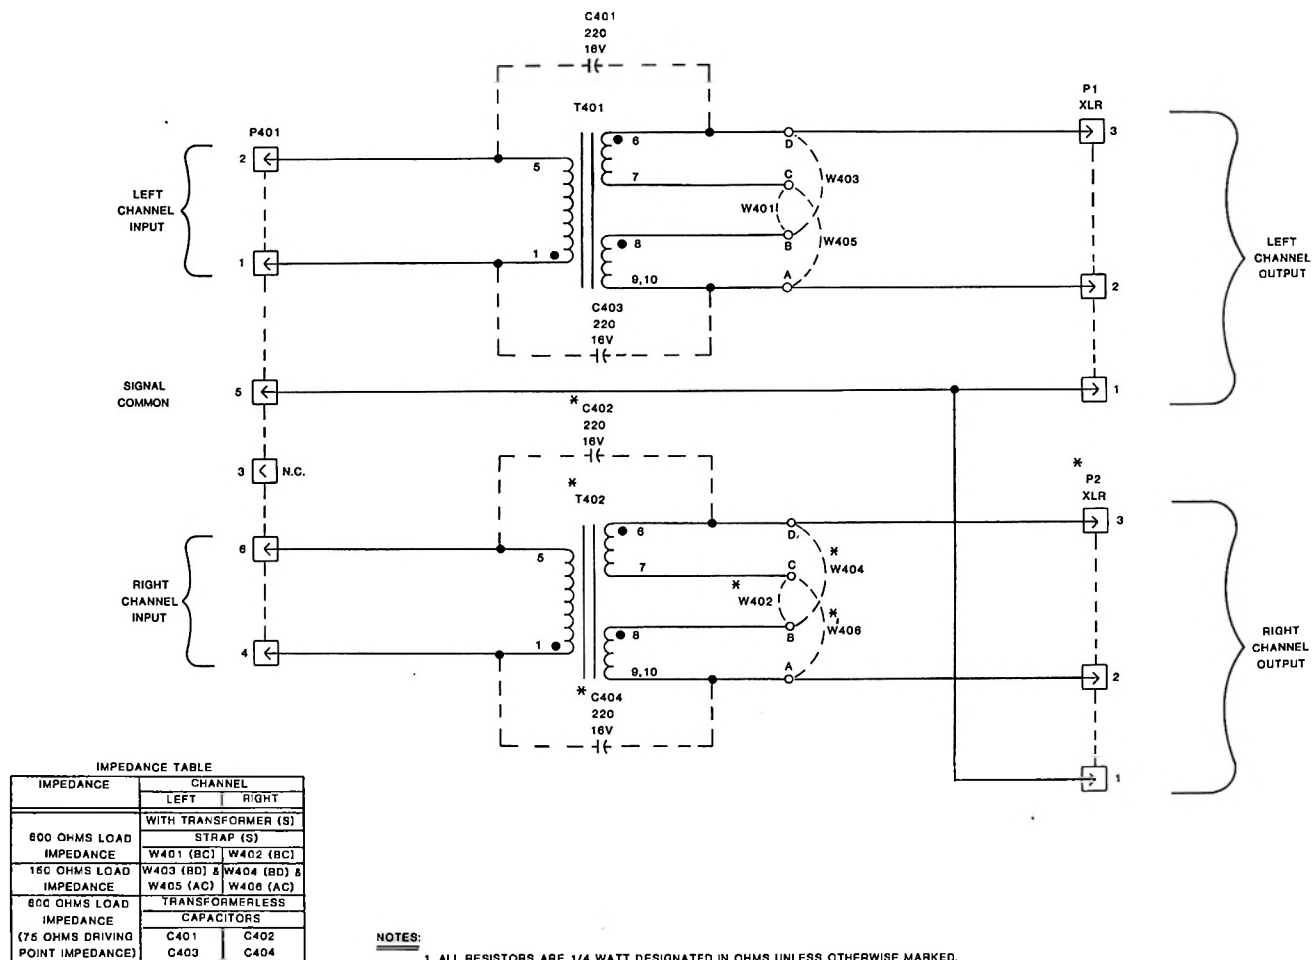 C401
220
16V
T401
P401
2
5
1
1
LEFT
CHANNEL
INPUT
6
7
8
9,10
D
C
B
A
W403
W401
W405
P1
XLR
3
2
1
LEFT
CHANNEL
OUTPUT
C403
220
16V
SIGNAL
COMMON
5
* C402
220
16V
3 N.C.
*
T402
6
5
4
1
RIGHT
CHANNEL
INPUT
6
7
8
9,10
D
C
B
A
*
W404
*
W402
*
W406
*
P2
XLR
3
2
1
RIGHT
CHANNEL
OUTPUT
* C404
220
16V
IMPEDANCE TABLE
IMPEDANCE CHANNEL
LEFT RIGHT
WITH TRANSFORMER (S)
600 OHMS LOAD STRAP (S)
IMPEDANCE W401 (BC) W402 (BC)
150 OHMS LOAD W403 (BD) & W404 (BD) &
IMPEDANCE W405 (AC) W406 (AC)
600 OHMS LOAD TRANSFORMERLESS
IMPEDANCE CAPACITORS
(75 OHMS DRIVING C401 C402
POINT IMPEDANCE) C403 C404
NOTES:
1. ALL RESISTORS ARE 1/4 WATT DESIGNATED IN OHMS UNLESS OTHERWISE MARKED.